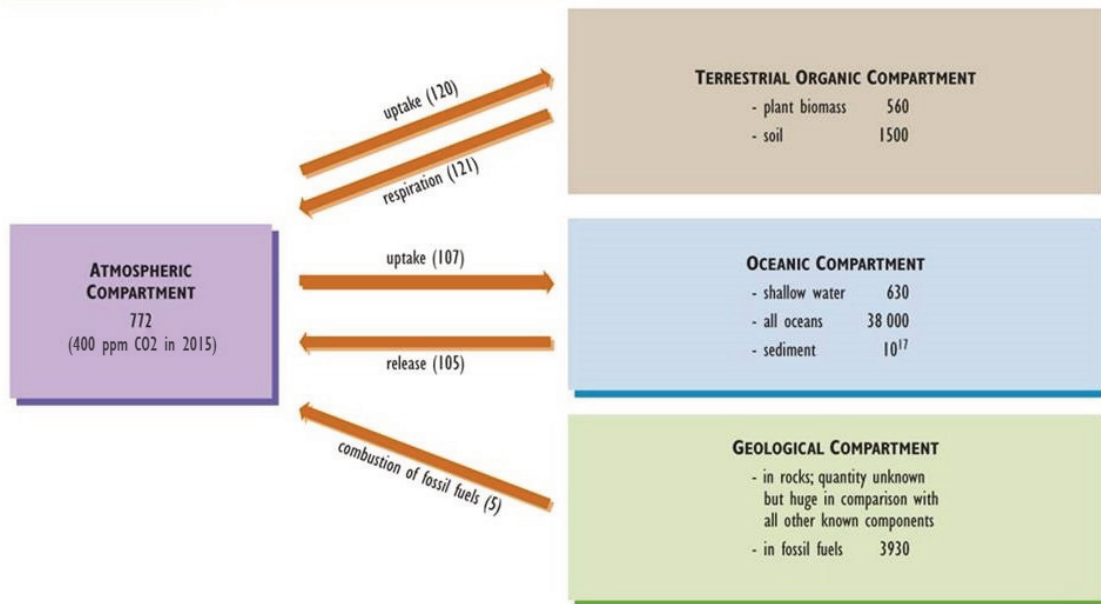 uptake (120)
respiration (121)
TERRESTRIAL ORGANIC COMPARTMENT
- plant biomass 560
- soil 1500
ATMOSPHERIC
COMPARTMENT
772
(400 ppm CO2 in 2015)
uptake (107)
release (105)
OCEANIC COMPARTMENT
- shallow water 630
- all oceans 38 000
- sediment 10¹⁷
combustion of fossil fuels (5)
GEOLOGICAL COMPARTMENT
- in rocks; quantity unknown
but huge in comparison with
all other known components
- in fossil fuels 3930